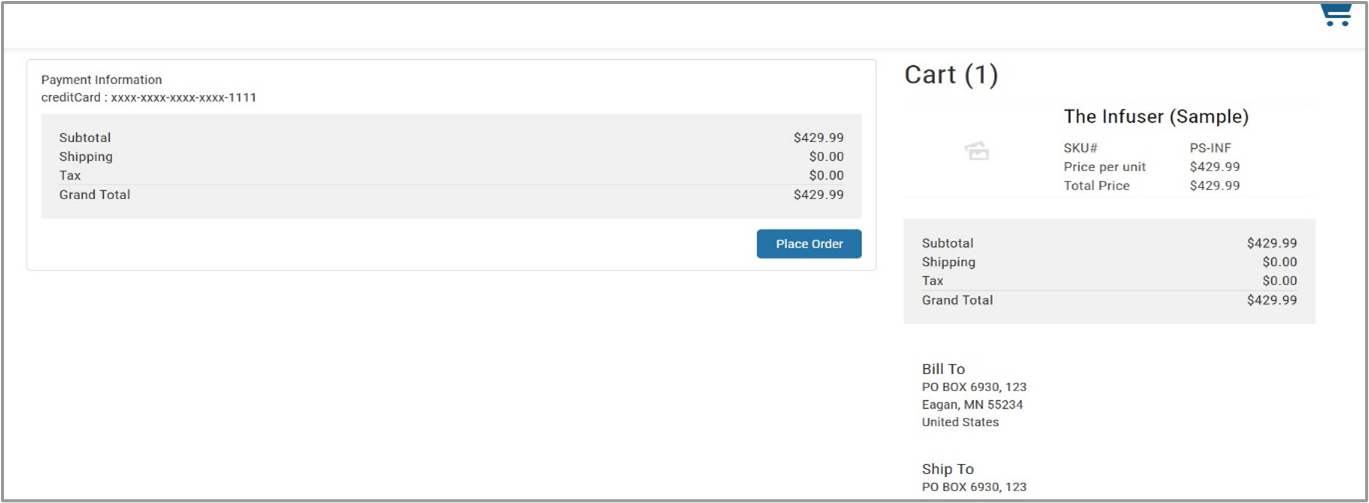 Payment Information
creditCard : xxxx-xxxx-xxxx-xxxx-1111
Subtotal $429.99
Shipping $0.00
Tax $0.00
Grand Total $429.99
Place Order
Cart (1)
The Infuser (Sample)
SKU# PS-INF
Price per unit $429.99
Total Price $429.99
Subtotal $429.99
Shipping $0.00
Tax $0.00
Grand Total $429.99
Bill To
PO BOX 6930, 123
Eagan, MN 55234
United States
Ship To
PO BOX 6930, 123